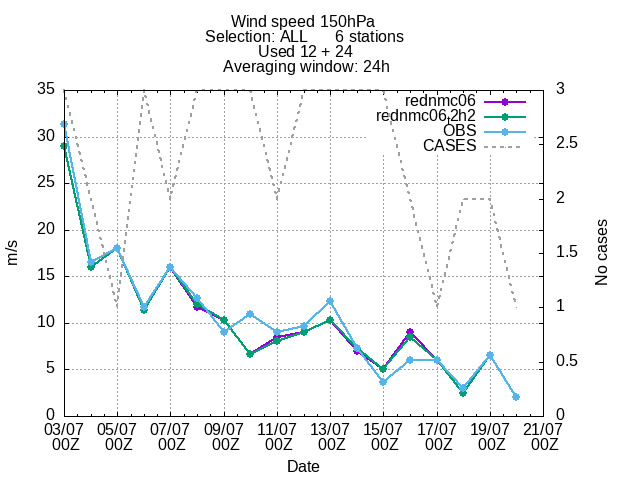 Wind speed 150hPa
Selection: ALL 6 stations
Used 12 + 24
Averaging window: 24h
rednmc06
rednmc06,2h2
OBS
CASES
35
30
25
20
15
10
5
0
m/s
3
2.5
2
1.5
1
0.5
0
No cases
03/07 05/07 07/07 09/07 11/07 13/07 15/07 17/07 19/07 21/07
00Z 00Z 00Z 00Z 00Z 00Z 00Z 00Z 00Z 00Z
Date